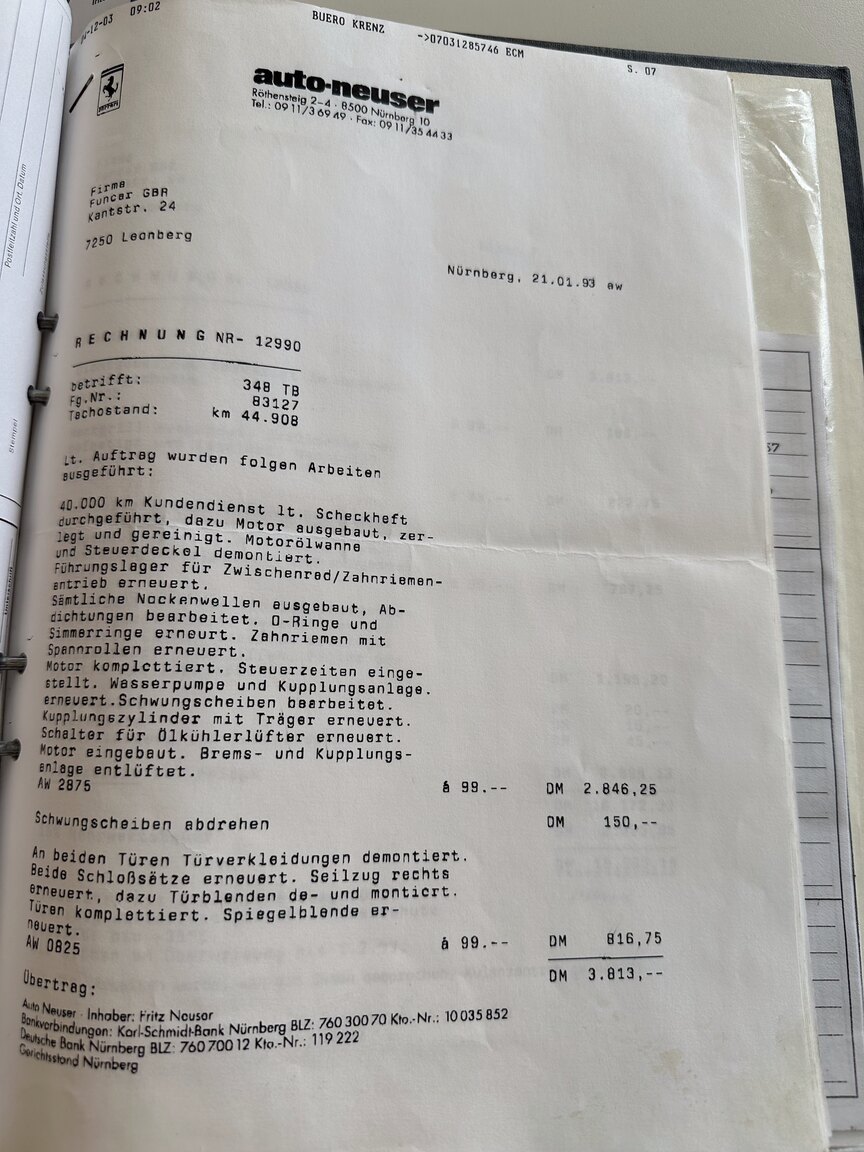 12-03 09:02
BUERO KRENZ
->07031285746 ECM
S. 07
auto-neuser
Röthensteig 2-4 · 8500 Nürnberg 10
Tel.: 09 11/3 69 49 · Fax: 09 11/35 44 33
Firma
Funcar GBR
Kantstr. 24
7250 Leonberg
Nürnberg, 21.01.93 ew
RECHNUNG NR- 12990
betrifft: 348 TB
Fg.Nr.: 83127
Tachostand: km 44.908
Lt. Auftrag wurden folgen Arbeiten
ausgeführt:
40.000 km Kundendienst lt. Scheckheft
durchgeführt, dazu Motor ausgebaut, zer-
legt und gereinigt. Motorölwanne
und Steuerdeckel demontiert.
Führungslager für Zwischenrad/Zahnriemen-
antrieb erneuert.
Sämtliche Nockenwellen ausgebaut, Ab-
dichtungen bearbeitet. O-Ringe und
Simmerringe erneurt. Zahnriemen mit
Spannrollen erneuert.
Motor komplettiert. Steuerzeiten einge-
stellt. Wasserpumpe und Kupplungsanlage.
erneuert.Schwungscheiben bearbeitet.
Kupplungszylinder mit Träger erneuert.
Schalter für Ölkühlerlüfter erneuert.
Motor eingebaut. Brems- und Kupplungs-
anlage entlüftet.
AW 2875 á 99.-- DM 2.846,25
Schwungscheiben abdrehen DM 150,--
An beiden Türen Türverkleidungen demontiert.
Beide Schloßsätze erneuert. Seilzug rechts
erneuert, dazu Türblenden de- und montiert.
Türen komplettiert. Spiegelblende er-
neuert.
AW 0825 á 99.-- DM 816,75
Übertrag: DM 3.813,--
Auto Neuser · Inhaber: Fritz Neuser
Bankverbindungen: Karl-Schmidt-Bank Nürnberg BLZ: 760 300 70 Kto.-Nr.: 10 035 852
Deutsche Bank Nürnberg BLZ: 760 700 12 Kto.-Nr.: 119 222
Gerichtsstand Nürnberg
Postleitzahl und Ort, Datum
Stempel